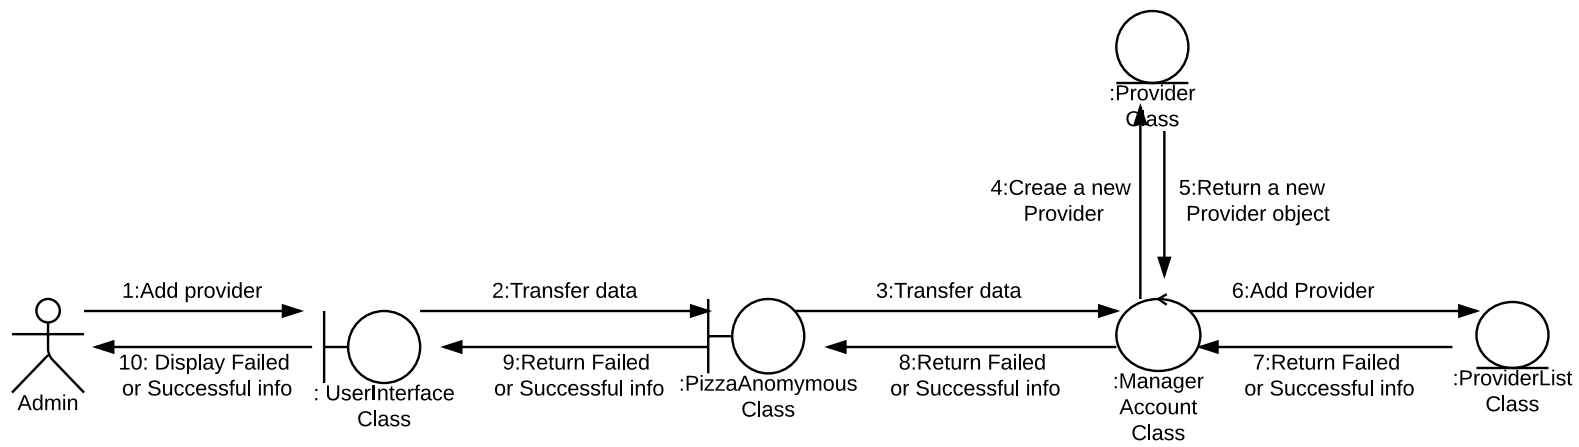 :Provider
Class
4:Creae a new
Provider
5:Return a new
Provider object
1:Add provider
2:Transfer data
3:Transfer data
6:Add Provider
10: Display Failed
or Successful info
9:Return Failed
or Successful info
8:Return Failed
or Successful info
7:Return Failed
or Successful info
Admin
: UserInterface
Class
:PizzaAnomymous
Class
:Manager
Account
Class
:ProviderList
Class